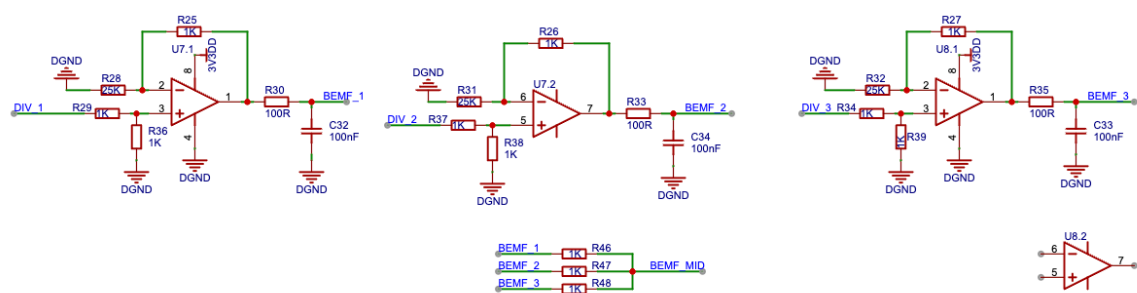 R25
1K
U7.1
3V3DD
8
DGND
R28
25K
2
1
R30
100R
BEMF_1
DIV_1
R29
1K
3
R36
1K
4
C32
100nF
DGND
DGND
DGND
R26
1K
U7.2
DGND
R31
25K
6
7
R33
100R
BEMF_2
DIV_2
R37
1K
5
R38
1K
C34
100nF
DGND
DGND
R27
1K
U8.1
3V3DD
8
DGND
R32
25K
2
1
R35
100R
BEMF_3
DIV_3
R34
1K
3
R39
1K
4
C33
100nF
DGND
DGND
DGND
BEMF_1
1K
R46
BEMF_2
1K
R47
BEMF_MID
BEMF_3
1K
R48
U8.2
6
5
7